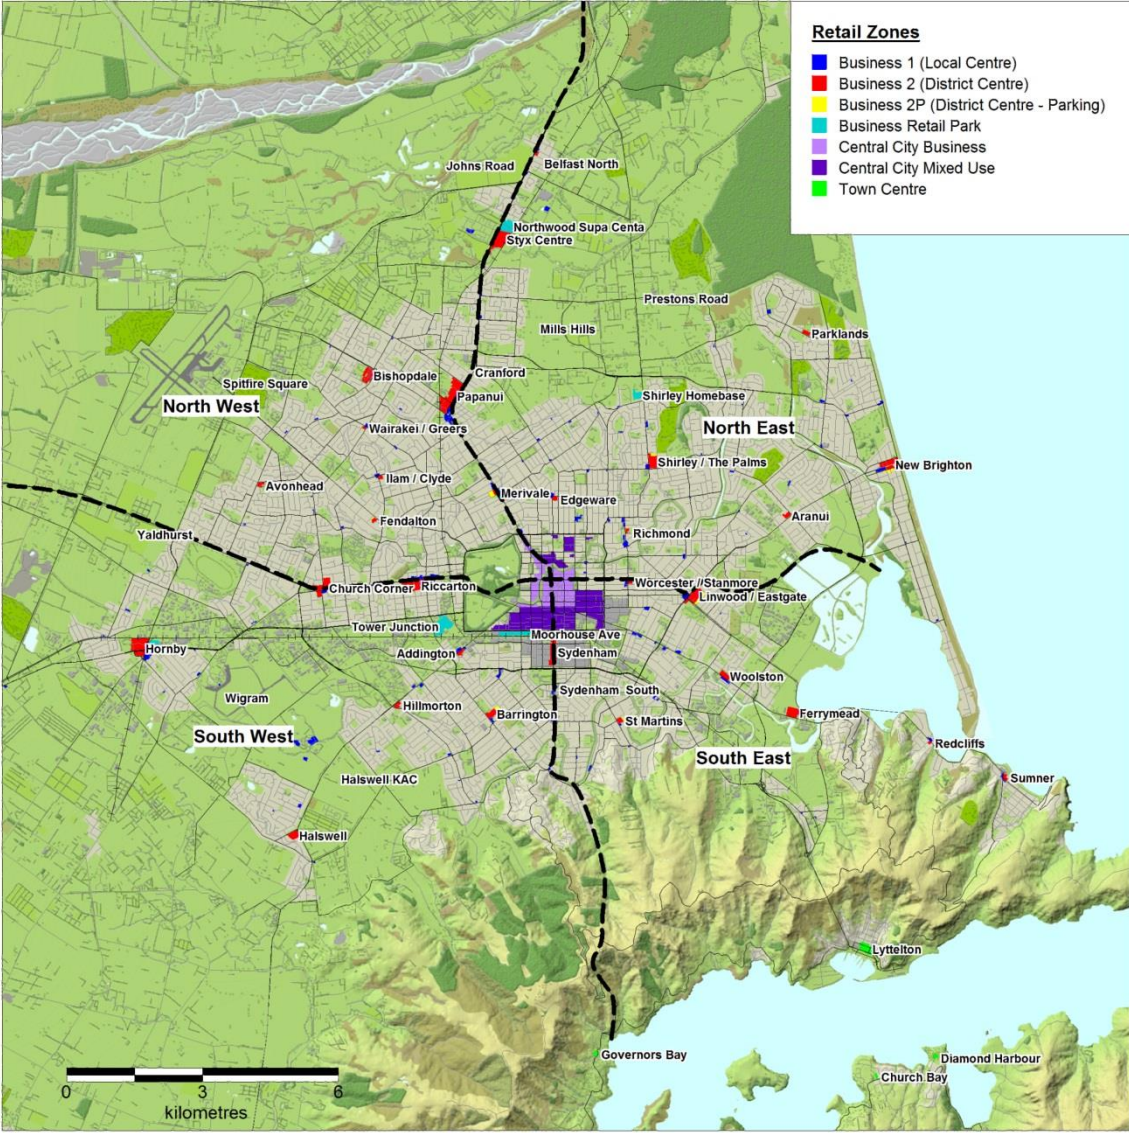 Retail Zones
Business 1 (Local Centre)
Business 2 (District Centre)
Business 2P (District Centre - Parking)
Business Retail Park
Central City Business
Central City Mixed Use
Town Centre
Johns Road
Belfast North
Northwood Supa Centa
Styx Centre
Prestons Road
Mills Hills
Parklands
Cranford
Bishopdale
Spitfire Square
Papanui
Shirley Homebase
North West
Wairakei / Greers
North East
Shirley / The Palms
New Brighton
Ilam / Clyde
Avonhead
Merivale
Edgeware
Fendalton
Aranui
Yaldhurst
Richmond
Church Corner
Riccarton
Worcester / Stanmore
Linwood / Eastgate
Tower Junction
Moorhouse Ave
Hornby
Addington
Sydenham
Woolston
Wigram
Sydenham South
Hillmorton
Barrington
St Martins
Ferrymead
South West
Redcliffs
South East
Halswell KAC
Sumner
Halswell
Lyttelton
Governors Bay
Diamond Harbour
Church Bay
0 3 6
kilometres